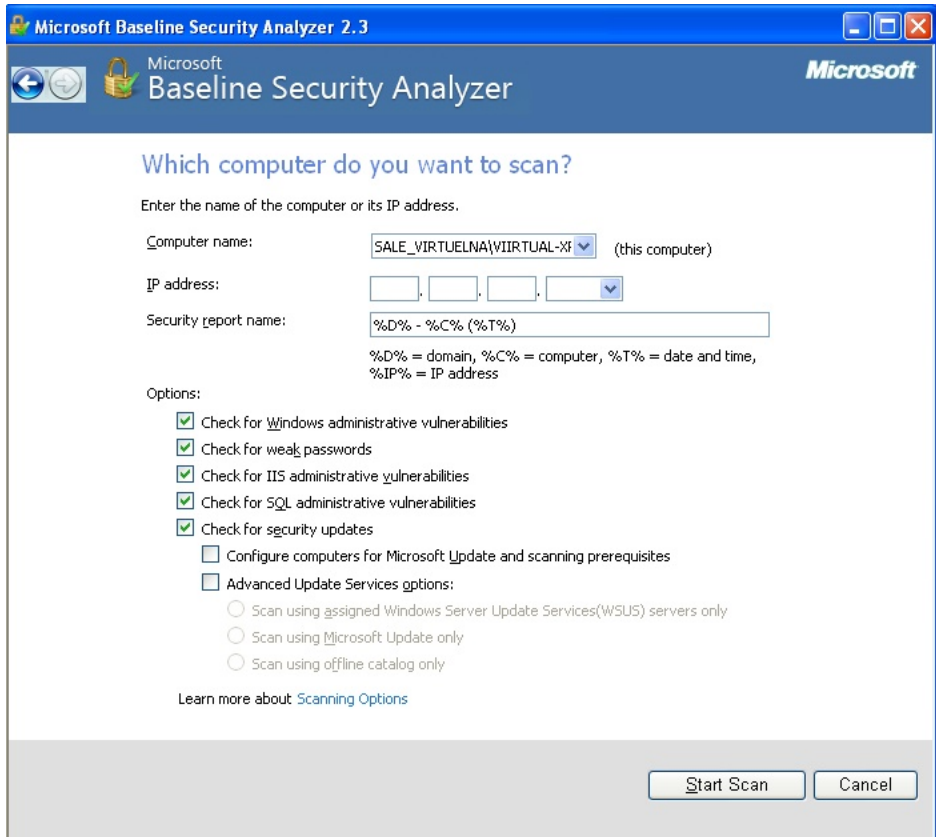 Microsoft Baseline Security Analyzer 2.3
Microsoft
Baseline Security Analyzer
Microsoft
Which computer do you want to scan?
Enter the name of the computer or its IP address.
Computer name: SALE_VIRTUELNA\VIIRTUAL-XF (this computer)
IP address: . . .
Security report name: %D% - %C% (%T%)
%D% = domain, %C% = computer, %T% = date and time,
%IP% = IP address
Options:
Check for Windows administrative vulnerabilities
Check for weak passwords
Check for IIS administrative vulnerabilities
Check for SQL administrative vulnerabilities
Check for security updates
Configure computers for Microsoft Update and scanning prerequisites
Advanced Update Services options:
Scan using assigned Windows Server Update Services(WSUS) servers only
Scan using Microsoft Update only
Scan using offline catalog only
Learn more about Scanning Options
Start Scan Cancel